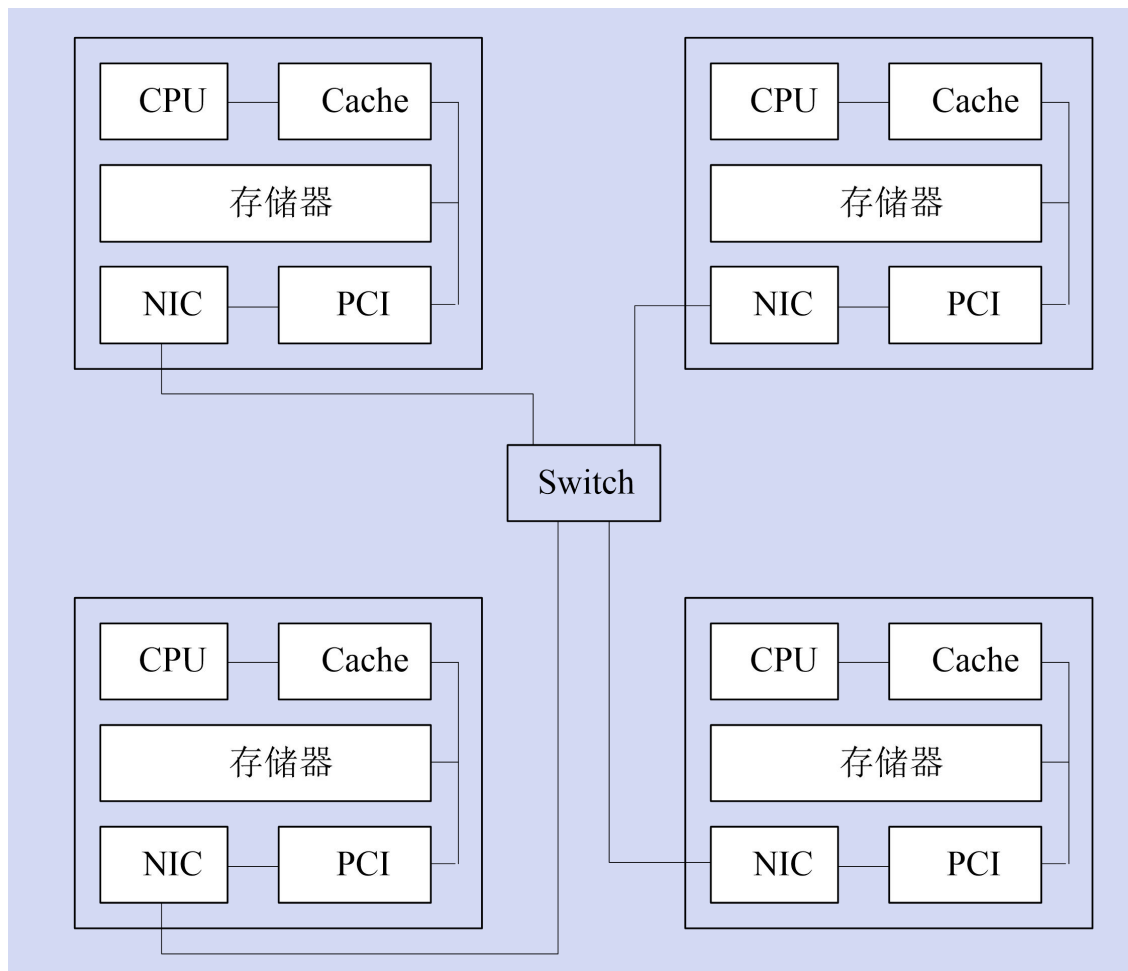 CPU Cache
存储器
NIC PCI
CPU Cache
存储器
NIC PCI
Switch
CPU Cache
存储器
NIC PCI
CPU Cache
存储器
NIC PCI